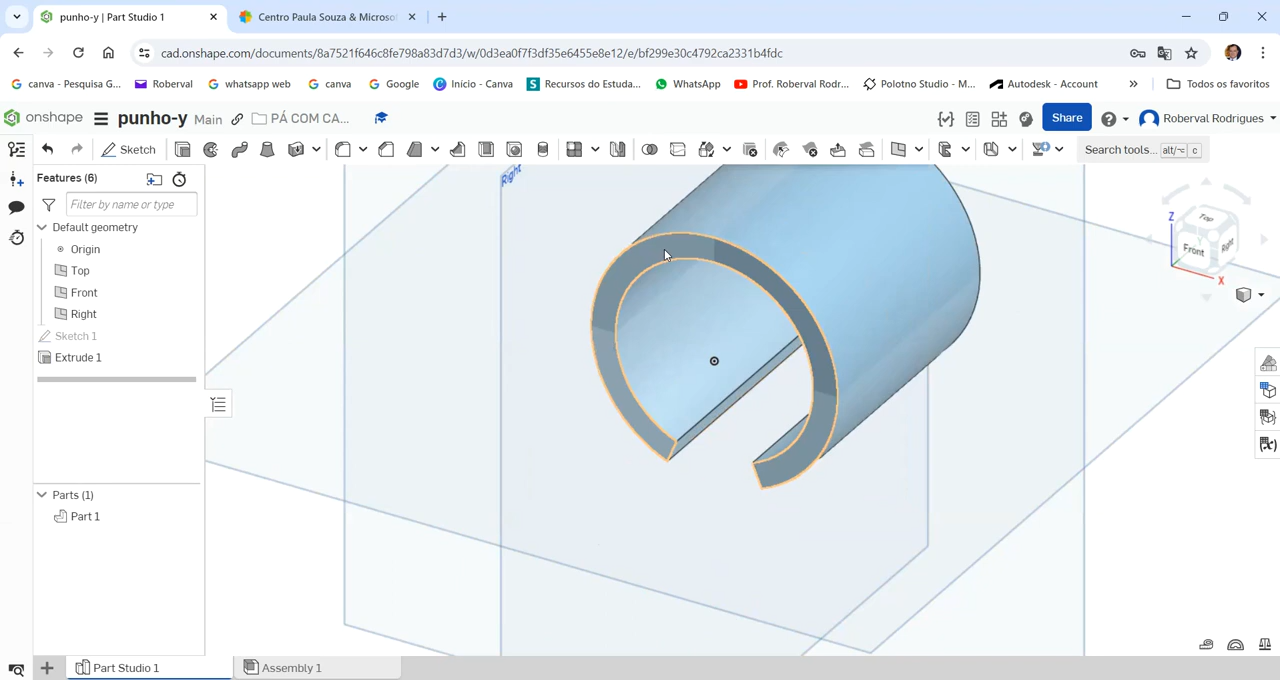 punho-y | Part Studio 1
Centro Paula Souza & Microso
cad.onshape.com/documents/8a7521f646c8fe798a83d7d3/w/0d3ea0f7f3df35e6455e8e12/e/bf299e30c4792ca2331b4fdc
canva - Pesquisa G...
Roberval
whatsapp web
canva
Google
Início - Canva
Recursos do Estuda...
WhatsApp
Prof. Roberval Rodr...
Polotno Studio - M...
Autodesk - Account
Todos os favoritos
onshape
punho-y Main
PÁ COM CA...
Share
Roberval Rodrigues
Sketch
Search tools... alt/⌥ c
Features (6)
Filter by name or type
Default geometry
Origin
Top
Front
Right
Sketch 1
Extrude 1
Parts (1)
Part 1
Right
Z
Top
Front
Right
X
Part Studio 1
Assembly 1